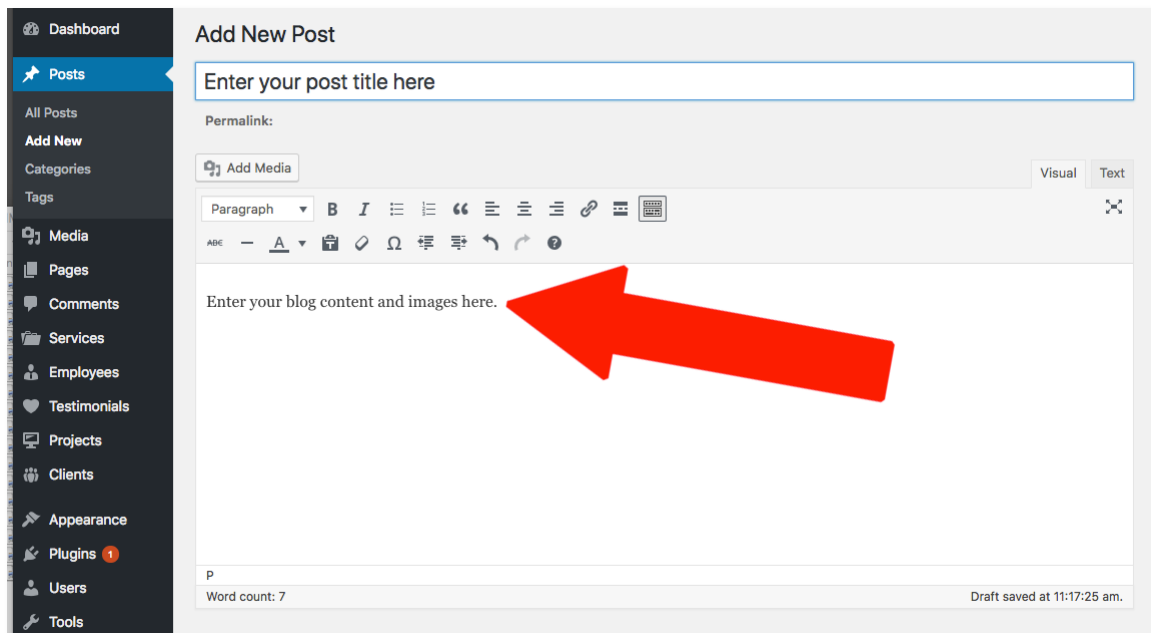 Dashboard
Posts
All Posts
Add New
Categories
Tags
Media
Pages
Comments
Services
Employees
Testimonials
Projects
Clients
Appearance
Plugins 1
Users
Tools
Add New Post
Enter your post title here
Permalink:
Add Media
Visual Text
Paragraph B I
ABC A Ω
Enter your blog content and images here.
P
Word count: 7 Draft saved at 11:17:25 am.